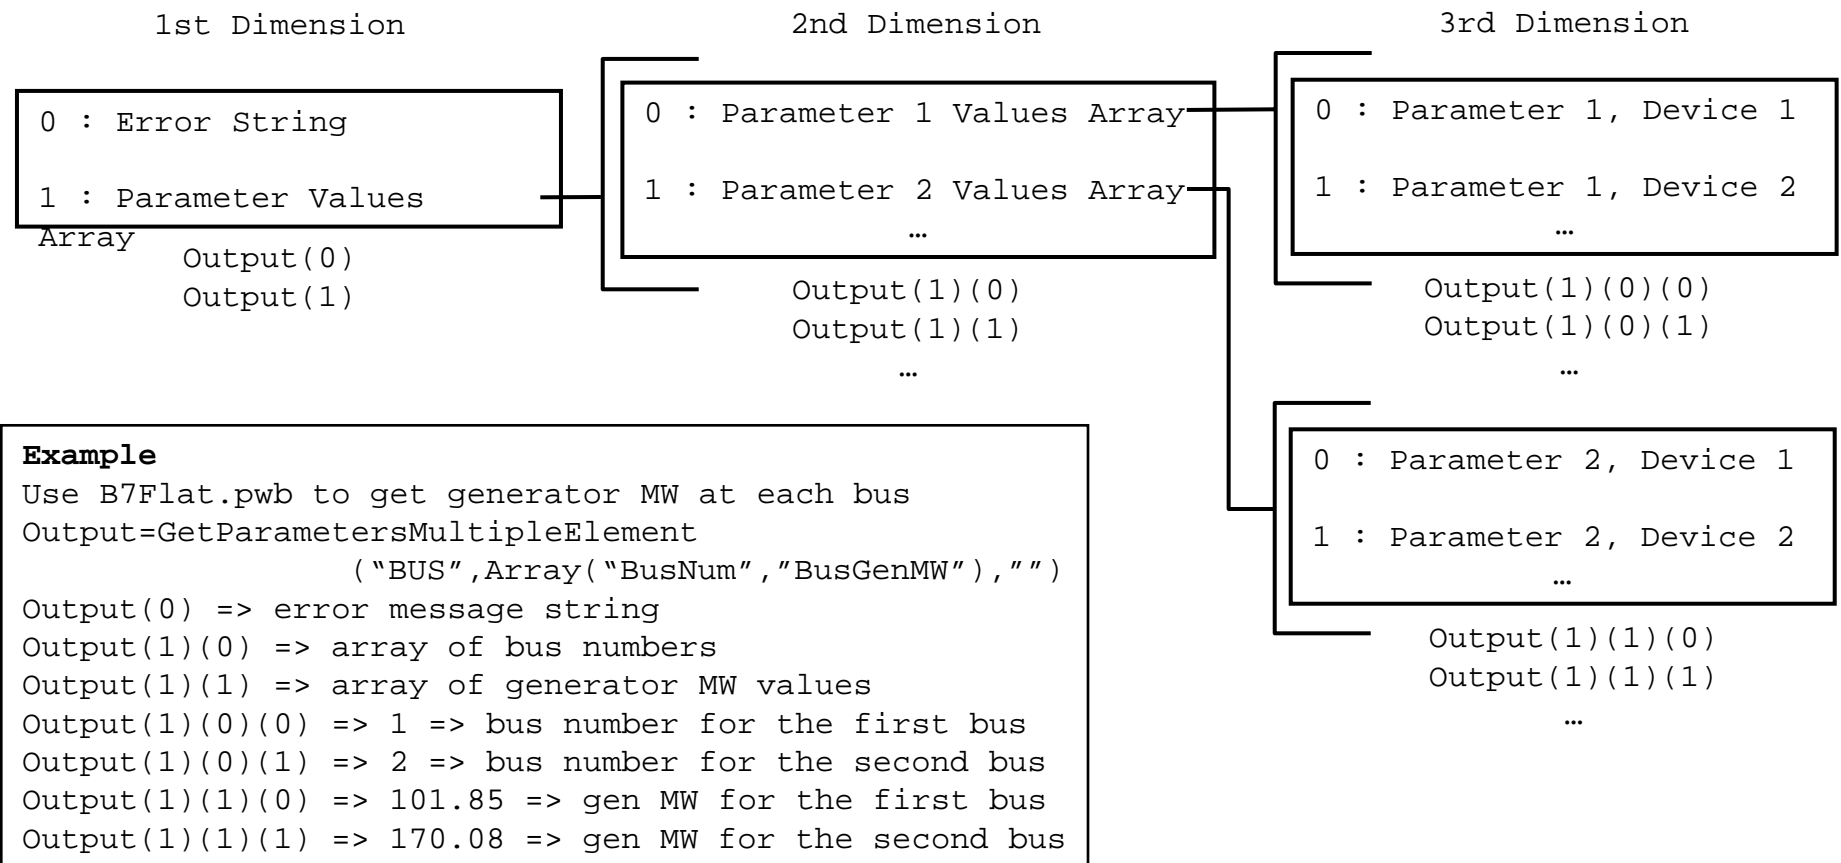 1st Dimension
0 : Error String
1 : Parameter Values
Array
Output(0)
Output(1)
2nd Dimension
0 : Parameter 1 Values Array
1 : Parameter 2 Values Array
…
Output(1)(0)
Output(1)(1)
…
3rd Dimension
0 : Parameter 1, Device 1
1 : Parameter 1, Device 2
…
Output(1)(0)(0)
Output(1)(0)(1)
…
0 : Parameter 2, Device 1
1 : Parameter 2, Device 2
…
Output(1)(1)(0)
Output(1)(1)(1)
…
Example
Use B7Flat.pwb to get generator MW at each bus
Output=GetParametersMultipleElement
(“BUS”,Array(“BusNum”,”BusGenMW”),””)
Output(0) => error message string
Output(1)(0) => array of bus numbers
Output(1)(1) => array of generator MW values
Output(1)(0)(0) => 1 => bus number for the first bus
Output(1)(0)(1) => 2 => bus number for the second bus
Output(1)(1)(0) => 101.85 => gen MW for the first bus
Output(1)(1)(1) => 170.08 => gen MW for the second bus